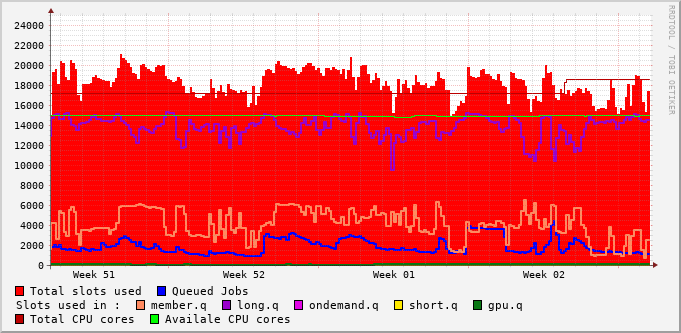 24000
22000
20000
18000
16000
14000
12000
10000
8000
6000
4000
2000
0
Week 51 Week 52 Week 01 Week 02
Total slots used Queued Jobs
Slots used in : member.q long.q ondemand.q short.q gpu.q
Total CPU cores Availale CPU cores
RRDTOOL / TOBI OETIKER